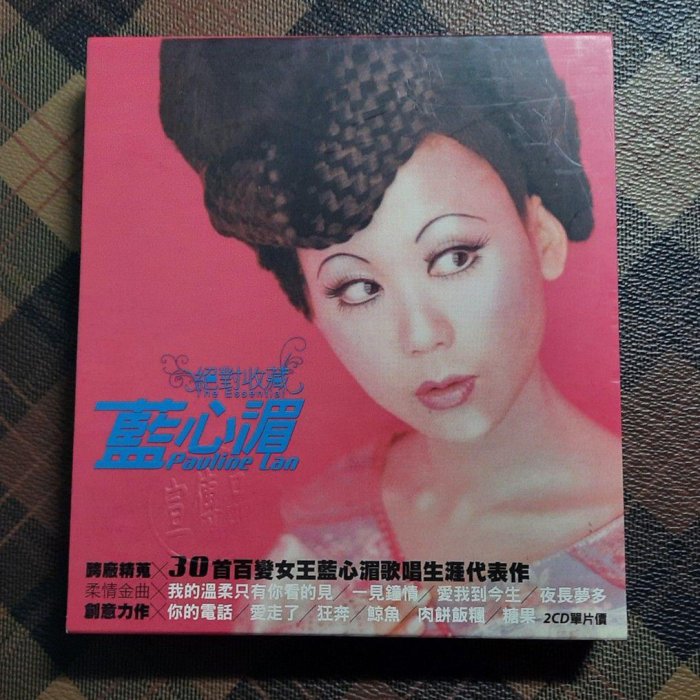 絕對收藏
The Essential
藍心湄
Pauline Lan
跨廠精蒐×30首百變女王藍心湄歌唱生涯代表作
柔情金曲×我的溫柔只有你看的見／一見鐘情／愛我到今生／夜長夢多
創意力作×你的電話／愛走了／狂奔／鯨魚 肉餅飯糰／糖果 2CD單片價